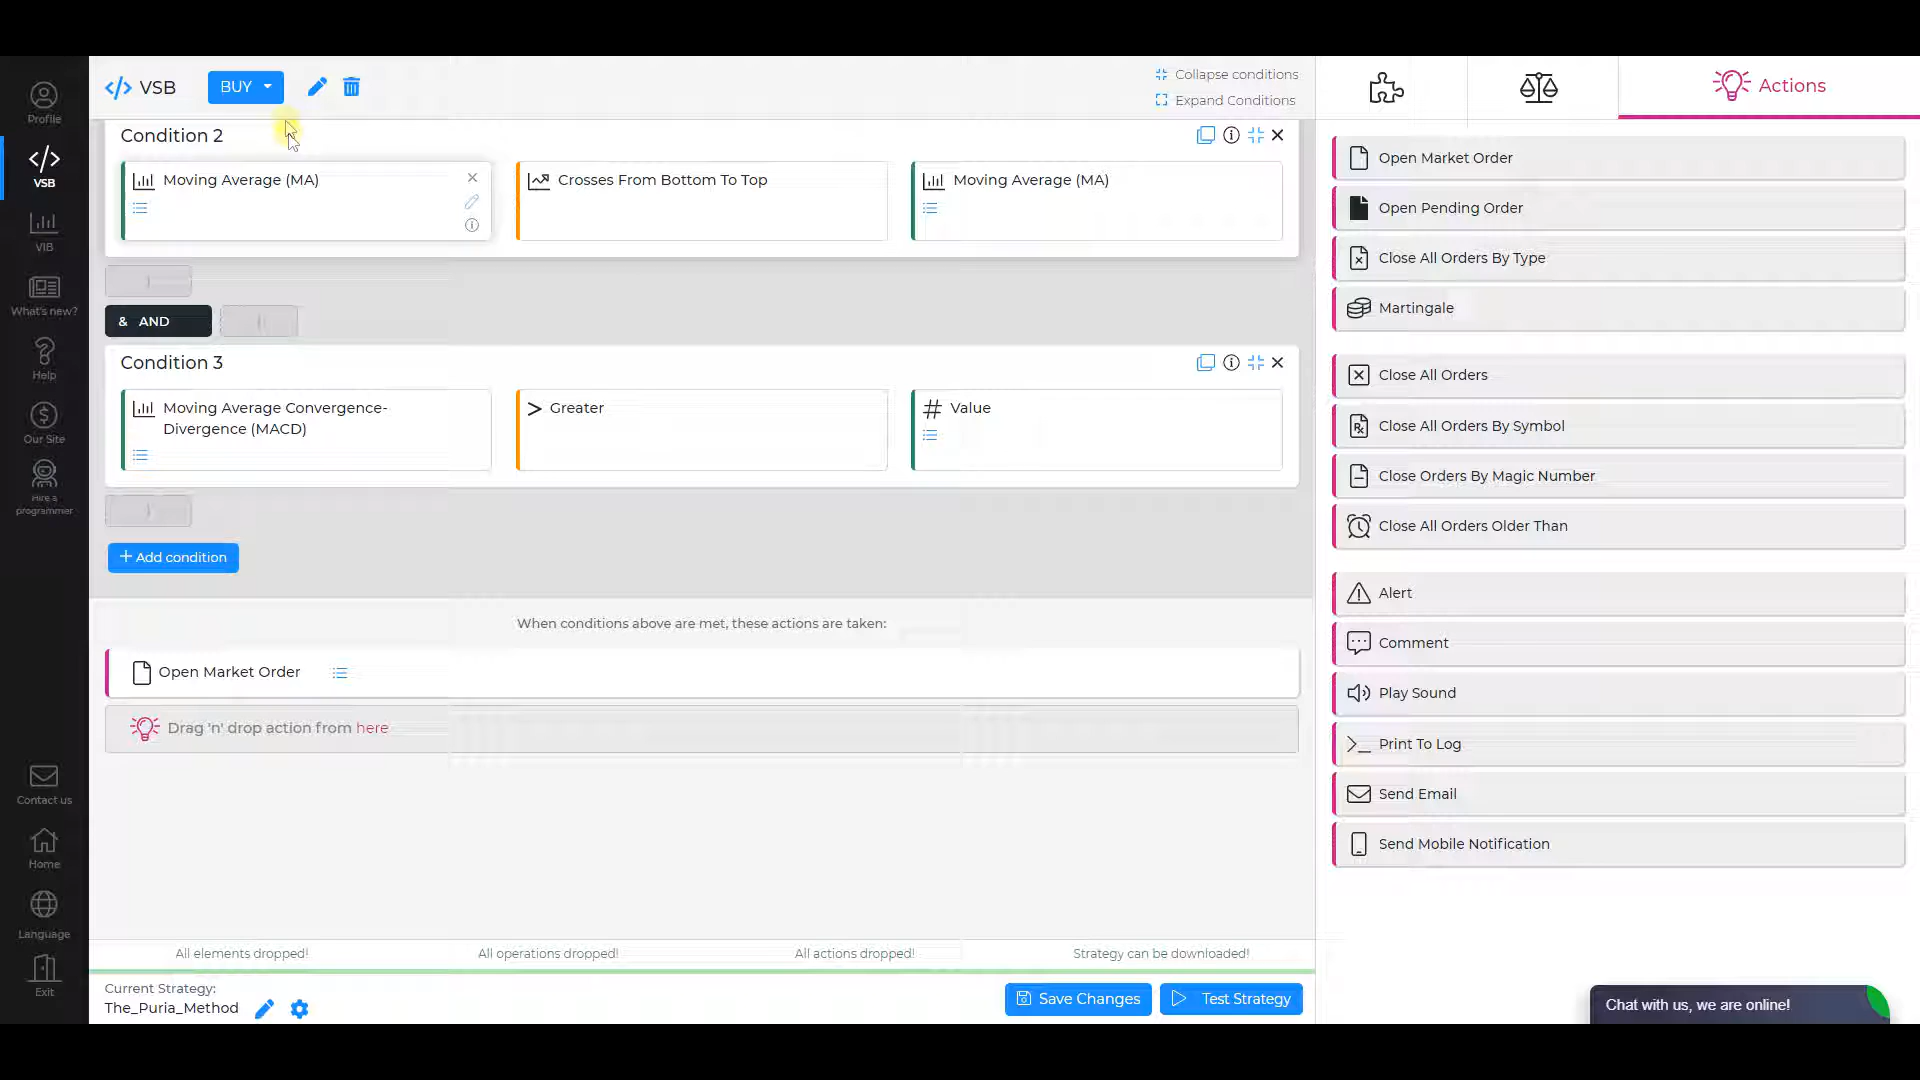 Profile
VSB
VIB
What's new?
Help
Our Site
Hire a
programmer
Contact us
Home
Language
Exit
VSB
BUY
Collapse conditions
Expand Conditions
Condition 2
Moving Average (MA)
Crosses From Bottom To Top
Moving Average (MA)
& AND
Condition 3
Moving Average Convergence-
Divergence (MACD)
> Greater
# Value
+ Add condition
When conditions above are met, these actions are taken:
Open Market Order
Drag 'n' drop action from here
All elements dropped!
All operations dropped!
All actions dropped!
Strategy can be downloaded!
Current Strategy:
The_Puria_Method
Save Changes
Test Strategy
Actions
Open Market Order
Open Pending Order
Close All Orders By Type
Martingale
Close All Orders
Close All Orders By Symbol
Close Orders By Magic Number
Close All Orders Older Than
Alert
Comment
Play Sound
Print To Log
Send Email
Send Mobile Notification
Chat with us, we are online!